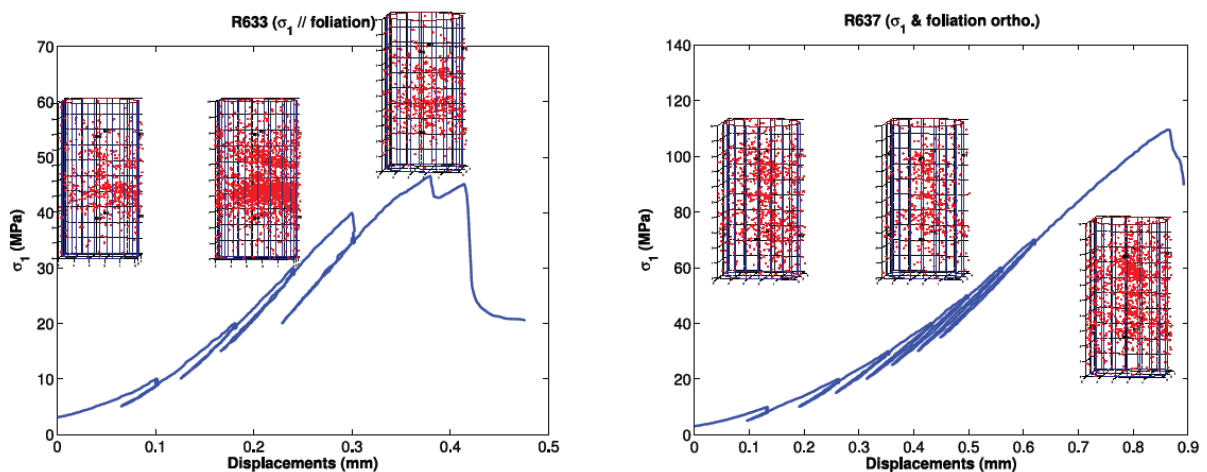 R633 (σ1 // foliation)
70
60
50
40
30
20
10
0
σ1 (MPa)
0 0.1 0.2 0.3 0.4 0.5
Displacements (mm)
R637 (σ1 & foliation ortho.)
140
120
100
80
60
40
20
0
σ1 (MPa)
0 0.1 0.2 0.3 0.4 0.5 0.6 0.7 0.8 0.9
Displacements (mm)